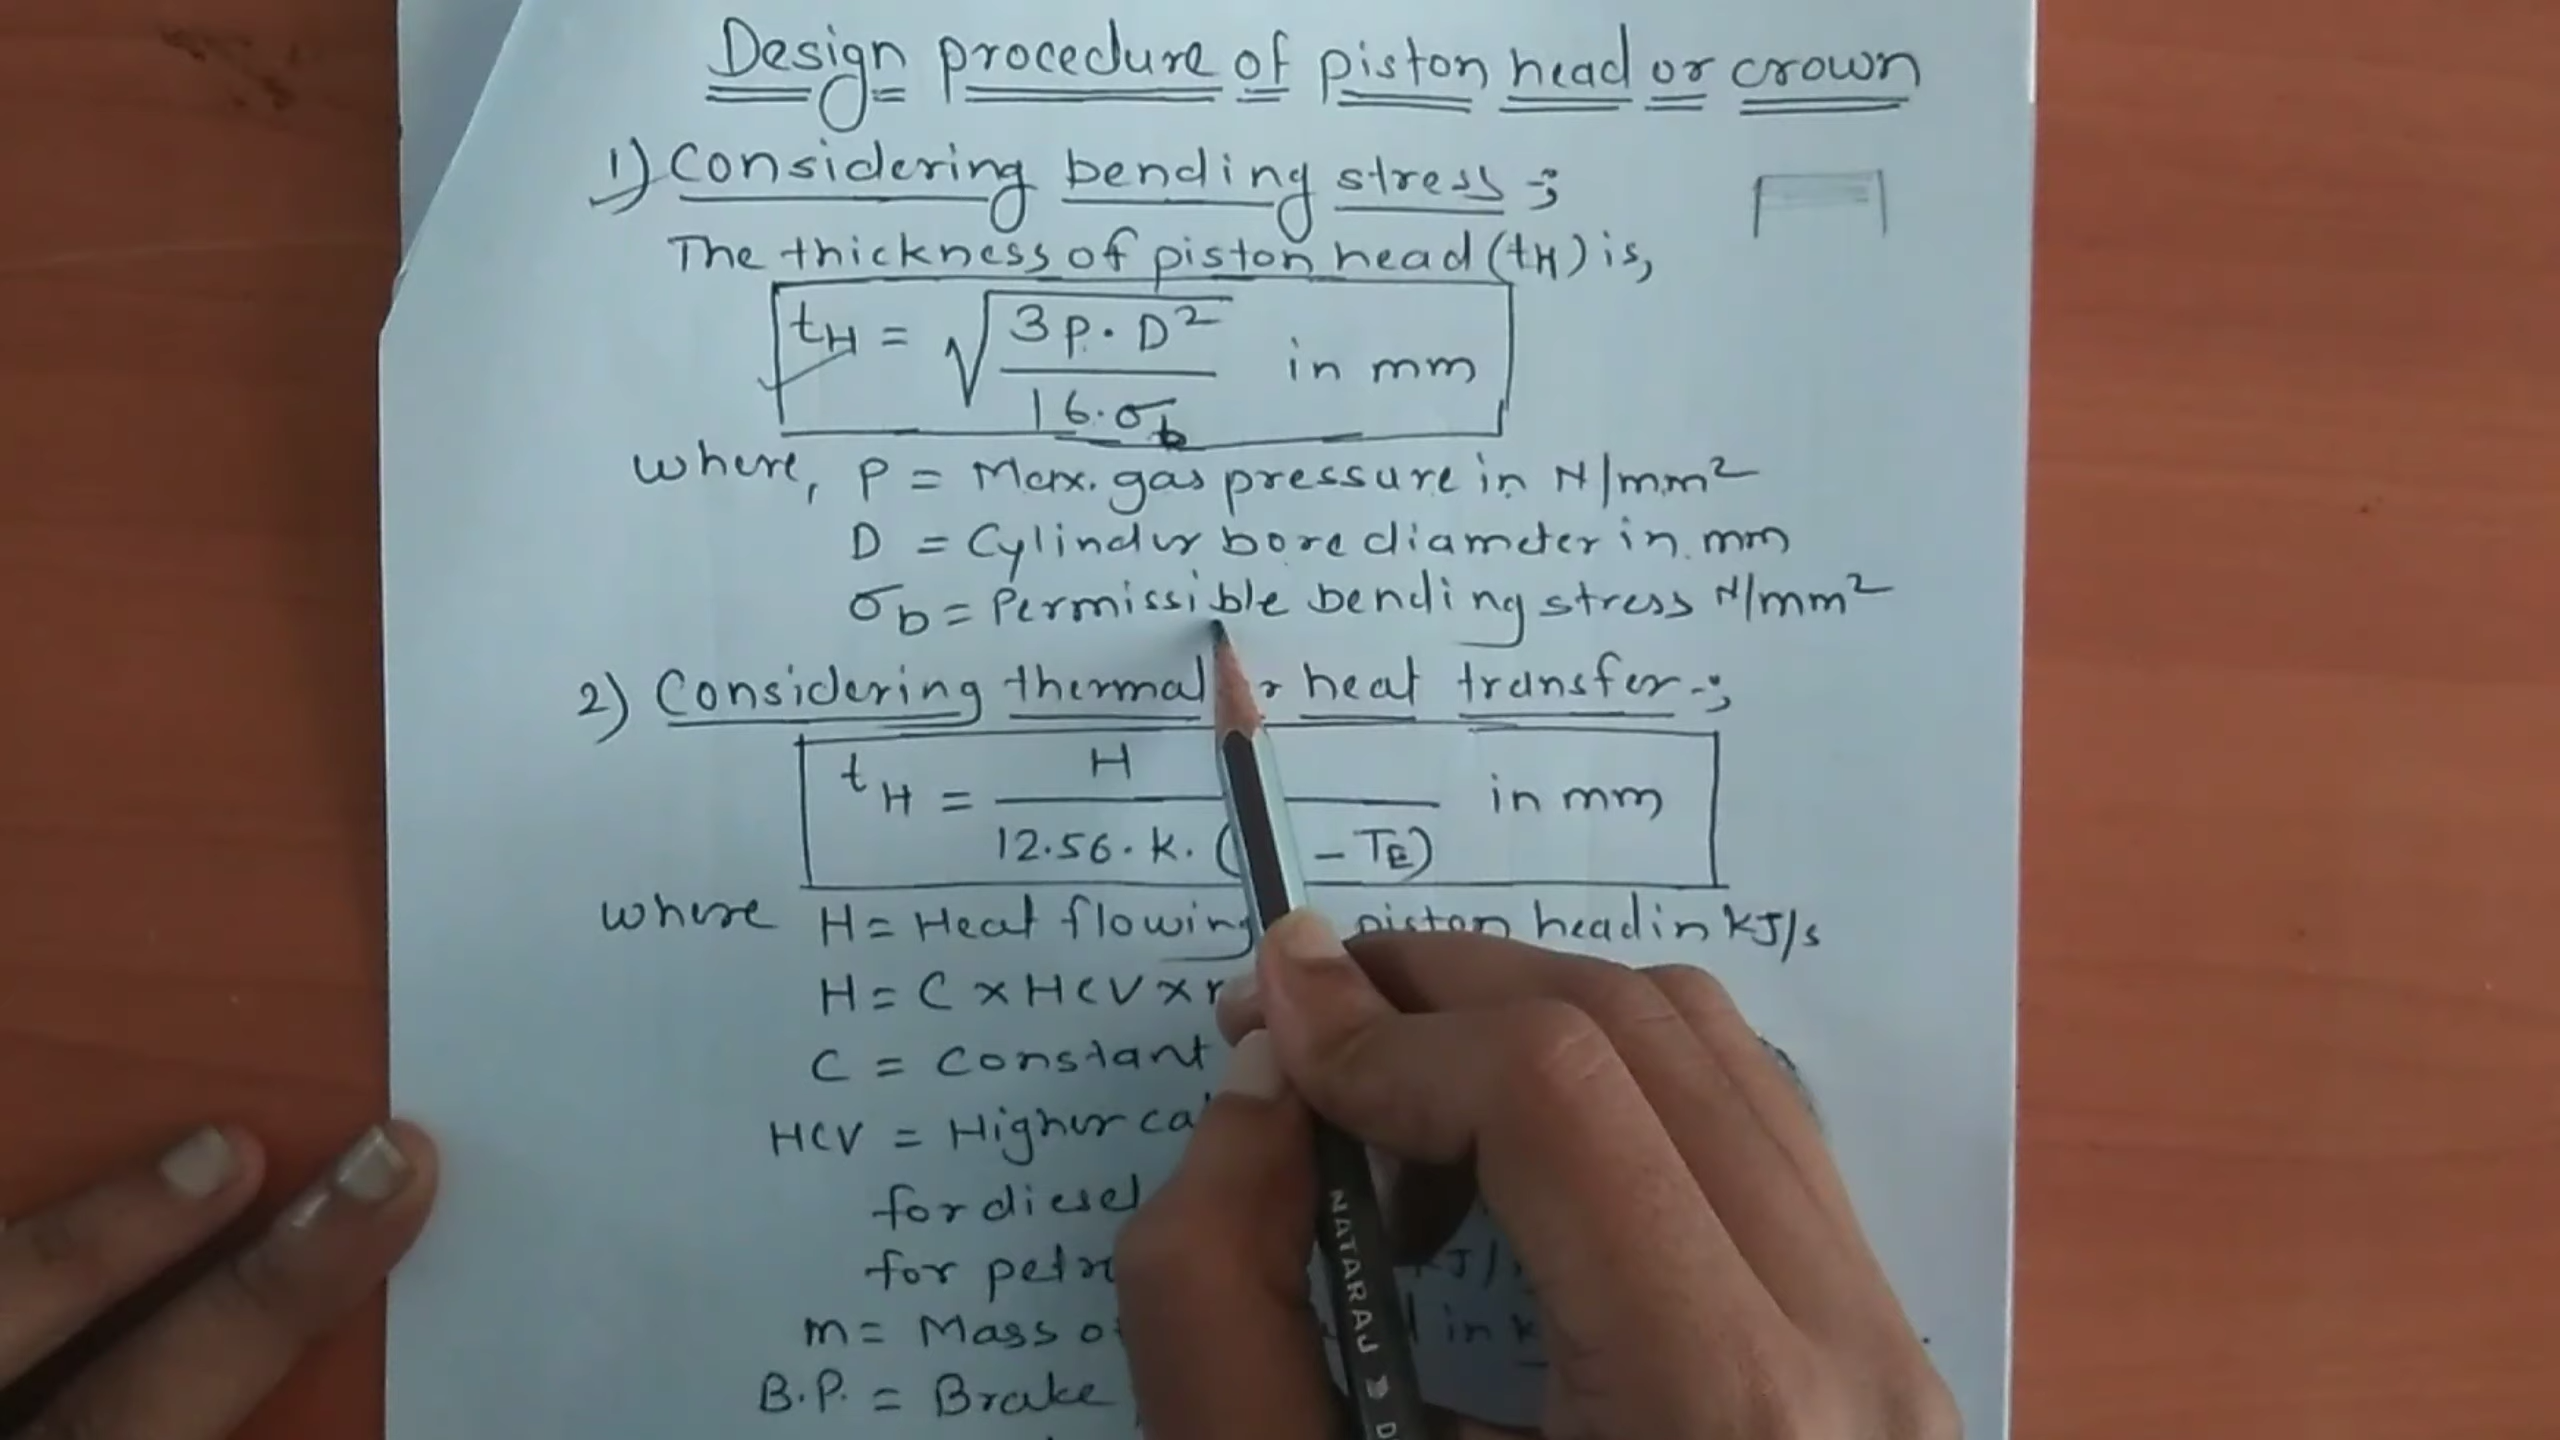 Design procedure of piston head or crown
1) Considering bending stress :-
The thickness of piston head (tH) is,
tH = √(3p·D² / 16·σb) in mm
where, P = Max. gas pressure in N/mm²
D = Cylinder bore diameter in mm
σb = Permissible bending stress N/mm²
2) Considering thermal heat transfer :-
tH = H / 12.56·k·( - TE) in mm
where H = Heat flowing piston head in kJ/s
H = C × HCV ×
C = Constant
HCV = Higher
for diesel
for
m = Mass
B.P. = Brake
NATARAJ